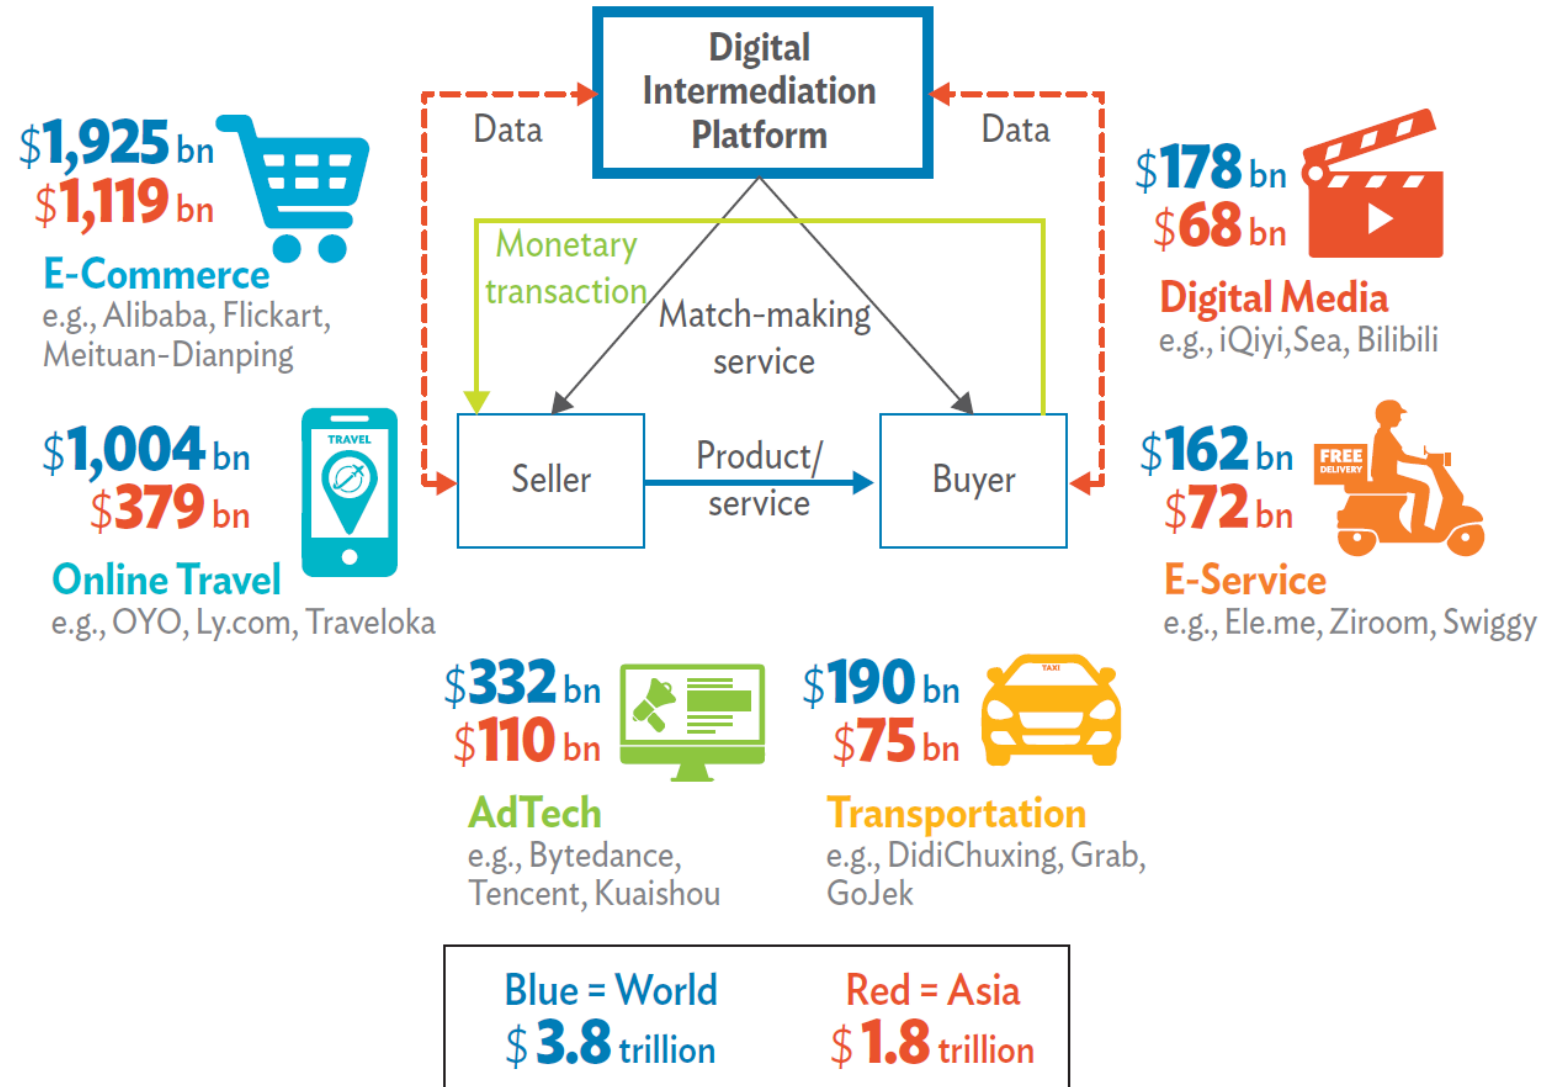 Digital
Intermediation
Platform
Data
Data
$1,925 bn
$1,119 bn
E-Commerce
e.g., Alibaba, Flickart,
Meituan-Dianping
$178 bn
$68 bn
Digital Media
e.g., iQiyi,Sea, Bilibili
Monetary
transaction
Match-making
service
Seller
Product/
service
Buyer
$1,004 bn
$379 bn
TRAVEL
Online Travel
e.g., OYO, Ly.com, Traveloka
$162 bn
$72 bn
FREE
DELIVERY
E-Service
e.g., Ele.me, Ziroom, Swiggy
$332 bn
$110 bn
AdTech
e.g., Bytedance,
Tencent, Kuaishou
$190 bn
$75 bn
TAXI
Transportation
e.g., DidiChuxing, Grab,
GoJek
Blue = World
$ 3.8 trillion
Red = Asia
$ 1.8 trillion